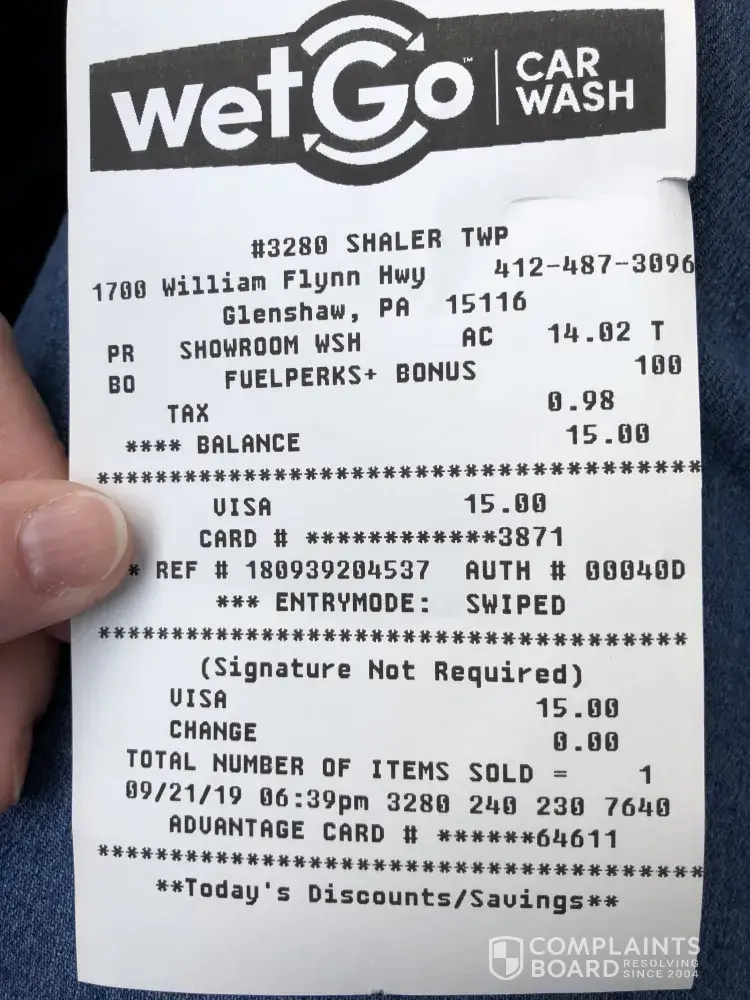 wetGo™ | CAR WASH
#3280 SHALER TWP
1700 William Flynn Hwy 412-487-3096
Glenshaw, PA 15116
PR SHOWROOM WSH AC 14.02 T
BO FUELPERKS+ BONUS 100
TAX 0.98
**** BALANCE 15.00
****************************************
VISA 15.00
CARD # ************3871
* REF # 180939204537 AUTH # 00040D
*** ENTRYMODE: SWIPED
****************************************
(Signature Not Required)
VISA 15.00
CHANGE 0.00
TOTAL NUMBER OF ITEMS SOLD = 1
09/21/19 06:39pm 3280 240 230 7640
ADVANTAGE CARD # ******64611
****************************************
**Today's Discounts/Savings**
COMPLAINTS
BOARD RESOLVING SINCE 2004